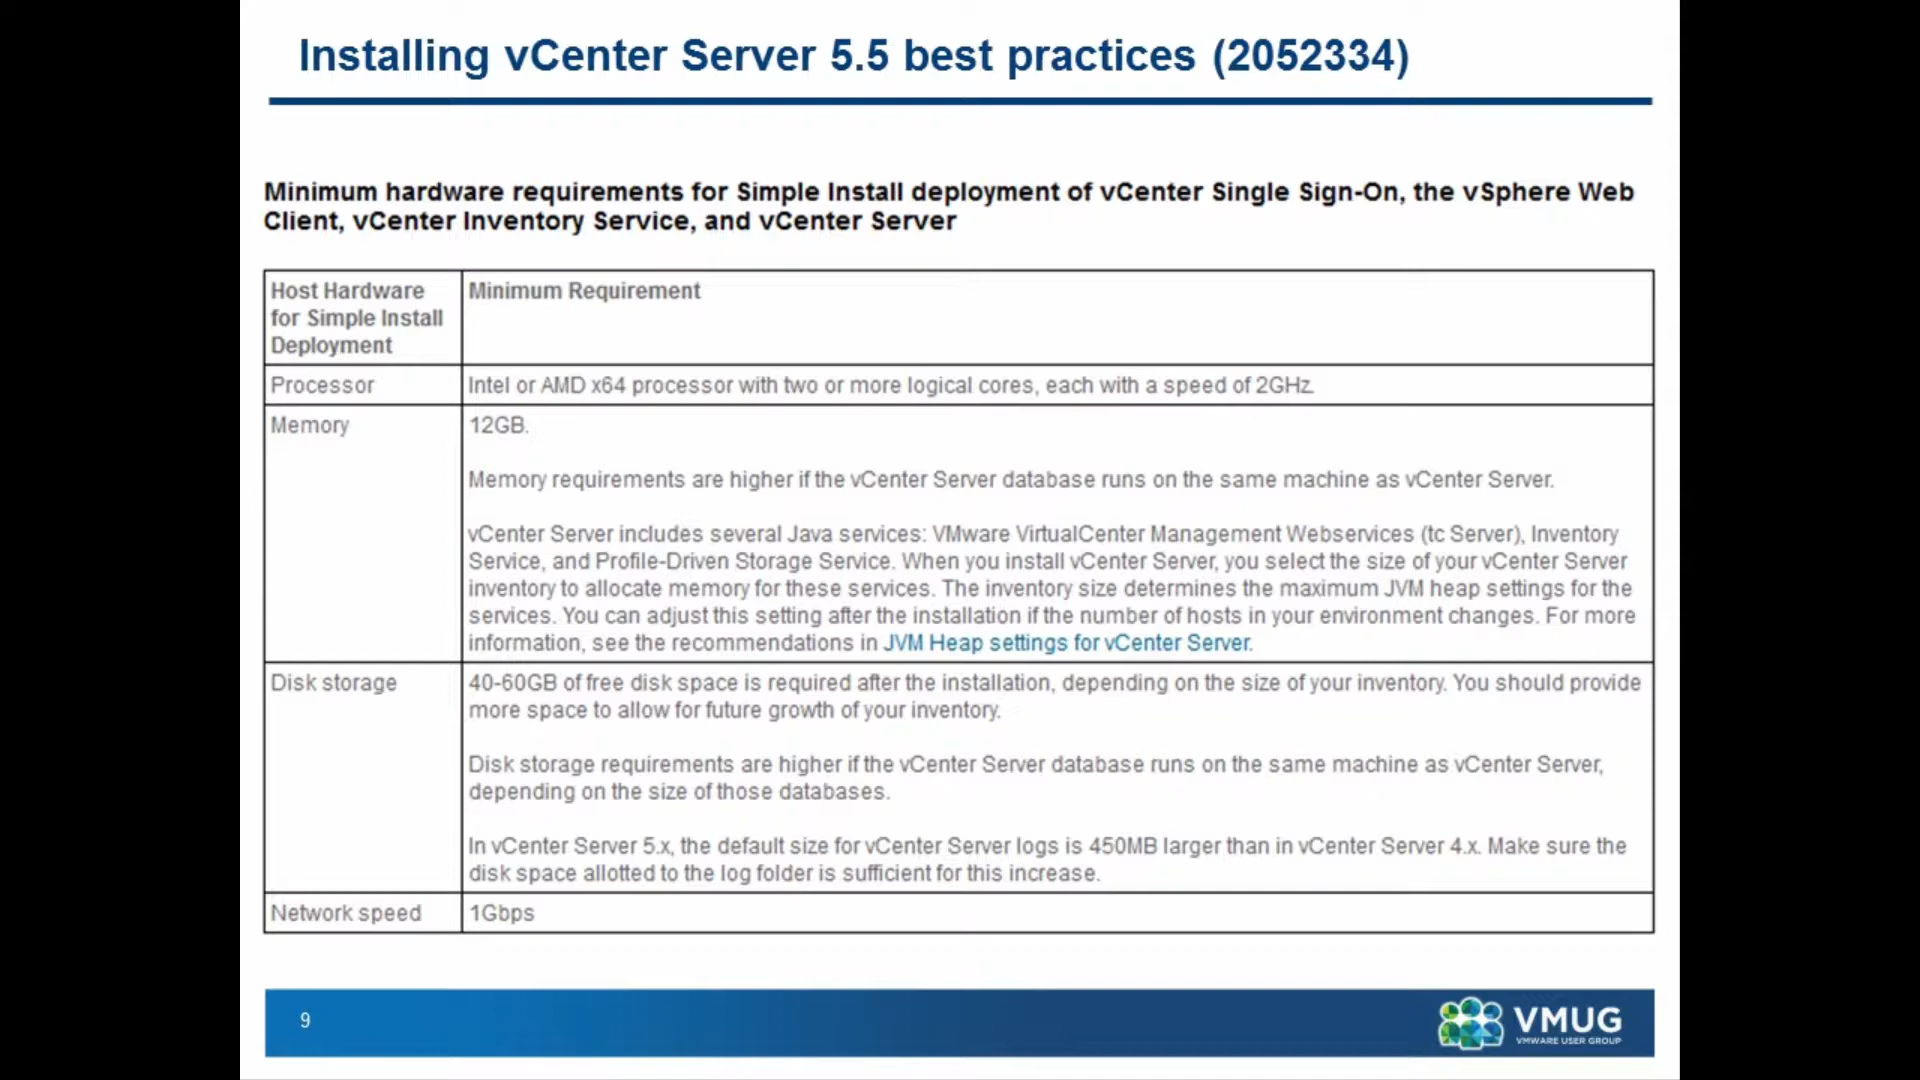 Installing vCenter Server 5.5 best practices (2052334)
Minimum hardware requirements for Simple Install deployment of vCenter Single Sign-On, the vSphere Web
Client, vCenter Inventory Service, and vCenter Server
Host Hardware
for Simple Install
Deployment
Minimum Requirement
Processor
Intel or AMD x64 processor with two or more logical cores, each with a speed of 2GHz.
Memory
12GB.
Memory requirements are higher if the vCenter Server database runs on the same machine as vCenter Server.
vCenter Server includes several Java services: VMware VirtualCenter Management Webservices (tc Server), Inventory
Service, and Profile-Driven Storage Service. When you install vCenter Server, you select the size of your vCenter Server
inventory to allocate memory for these services. The inventory size determines the maximum JVM heap settings for the
services. You can adjust this setting after the installation if the number of hosts in your environment changes. For more
information, see the recommendations in JVM Heap settings for vCenter Server.
Disk storage
40-60GB of free disk space is required after the installation, depending on the size of your inventory. You should provide
more space to allow for future growth of your inventory.
Disk storage requirements are higher if the vCenter Server database runs on the same machine as vCenter Server,
depending on the size of those databases.
In vCenter Server 5.x, the default size for vCenter Server logs is 450MB larger than in vCenter Server 4.x. Make sure the
disk space allotted to the log folder is sufficient for this increase.
Network speed
1Gbps
9
VMUG
VMWARE USER GROUP